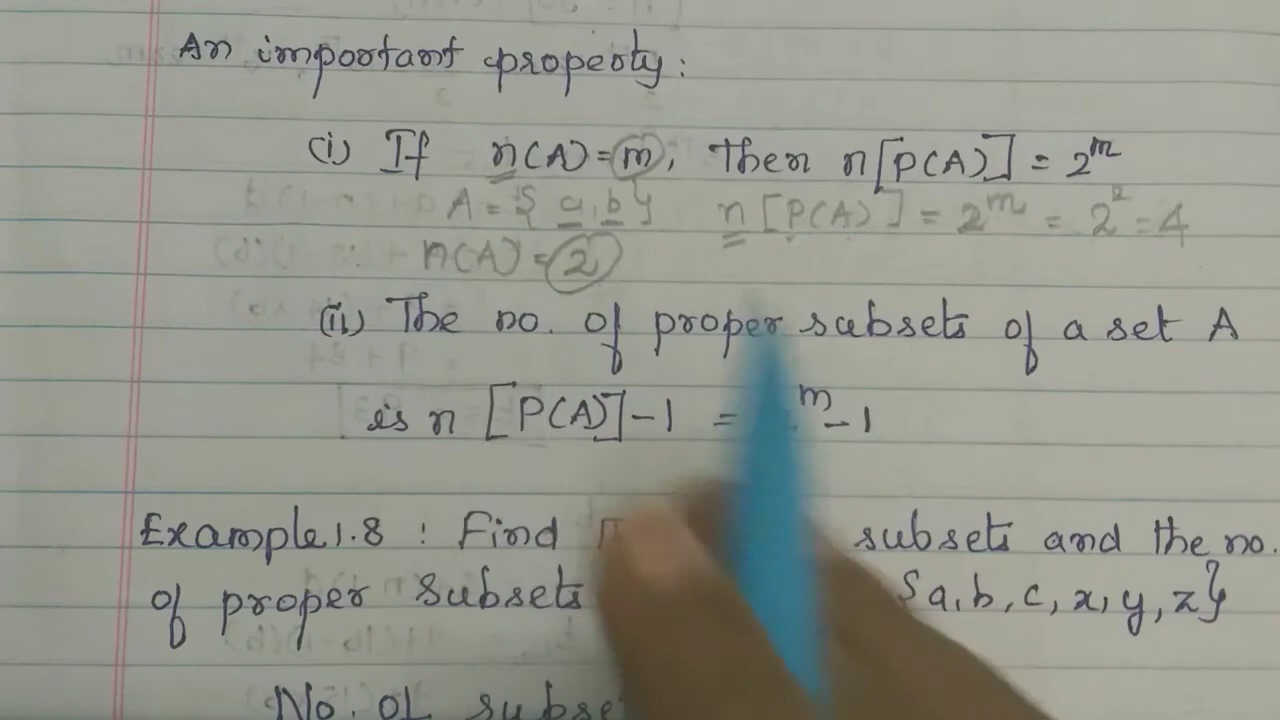 An important property:
(i) If n(A)=m, Then n[P(A)] = 2^m
A = {a,b} n[P(A)] = 2^m = 2^2 = 4
n(A) = 2
(ii) The no. of proper subsets of a set A
is n [P(A)]-1 = m-1
Example 1.8 : Find subsets and the no.
of proper subsets {a, b, c, x, y, z}
No. of